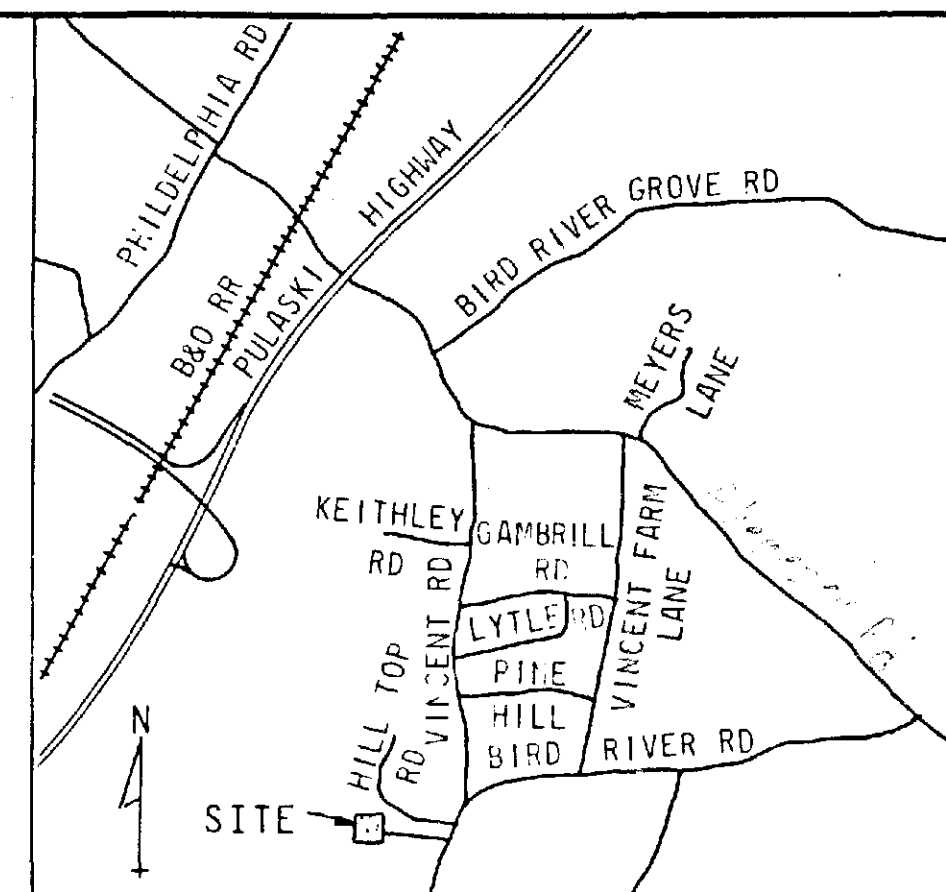 PHILDELPHIA RD
B&O RR
PULASKI HIGHWAY
BIRD RIVER GROVE RD
MEYERS
LANE
KEITHLEY
RD
GAMBRILL
RD
VINCENT FARM
LANE
LYTLE RD
VINCENT RD
PINE
HILL
HILL TOP
RD
BIRD RIVER RD
N
SITE